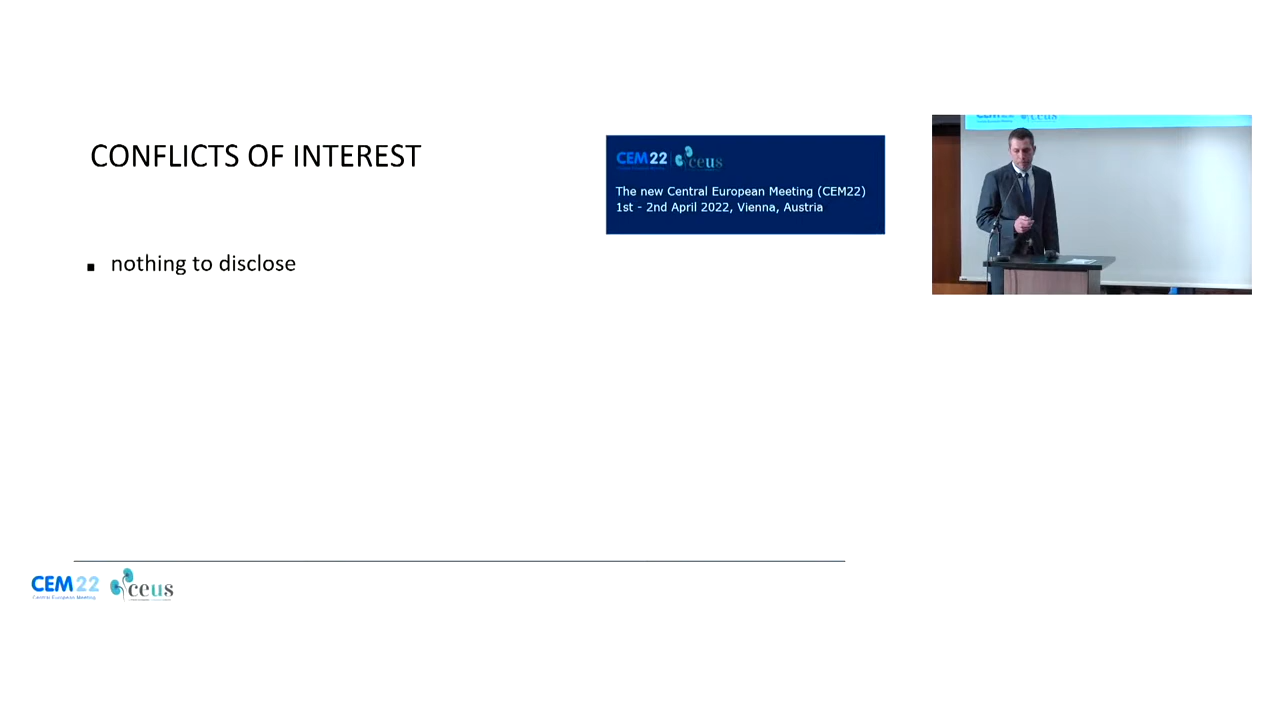 CONFLICTS OF INTEREST
nothing to disclose
CEM22 ceus
The new Central European Meeting (CEM22)
1st - 2nd April 2022, Vienna, Austria
ceus
CEM22 ceus
Central European Meeting